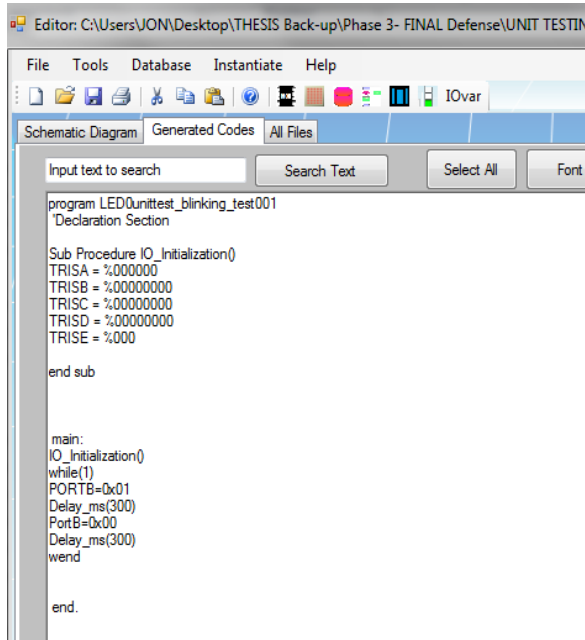 Editor: C:\Users\JON\Desktop\THESIS Back-up\Phase 3- FINAL Defense\UNIT TESTIN
File Tools Database Instantiate Help
IOvar
Schematic Diagram Generated Codes All Files
Input text to search Search Text Select All Font
program LED0unittest_blinking_test001
'Declaration Section
Sub Procedure IO_Initialization()
TRISA = %000000
TRISB = %00000000
TRISC = %00000000
TRISD = %00000000
TRISE = %000
end sub
main:
IO_Initialization()
while(1)
PORTB=0x01
Delay_ms(300)
PortB=0x00
Delay_ms(300)
wend
end.